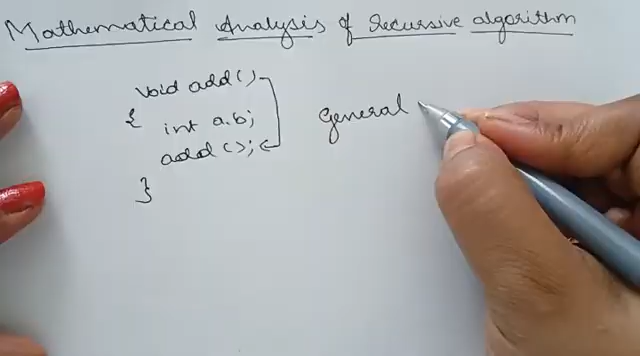 Mathematical Analysis of Recursive algorithm
void add()
{
int a.b;
add();
}
General